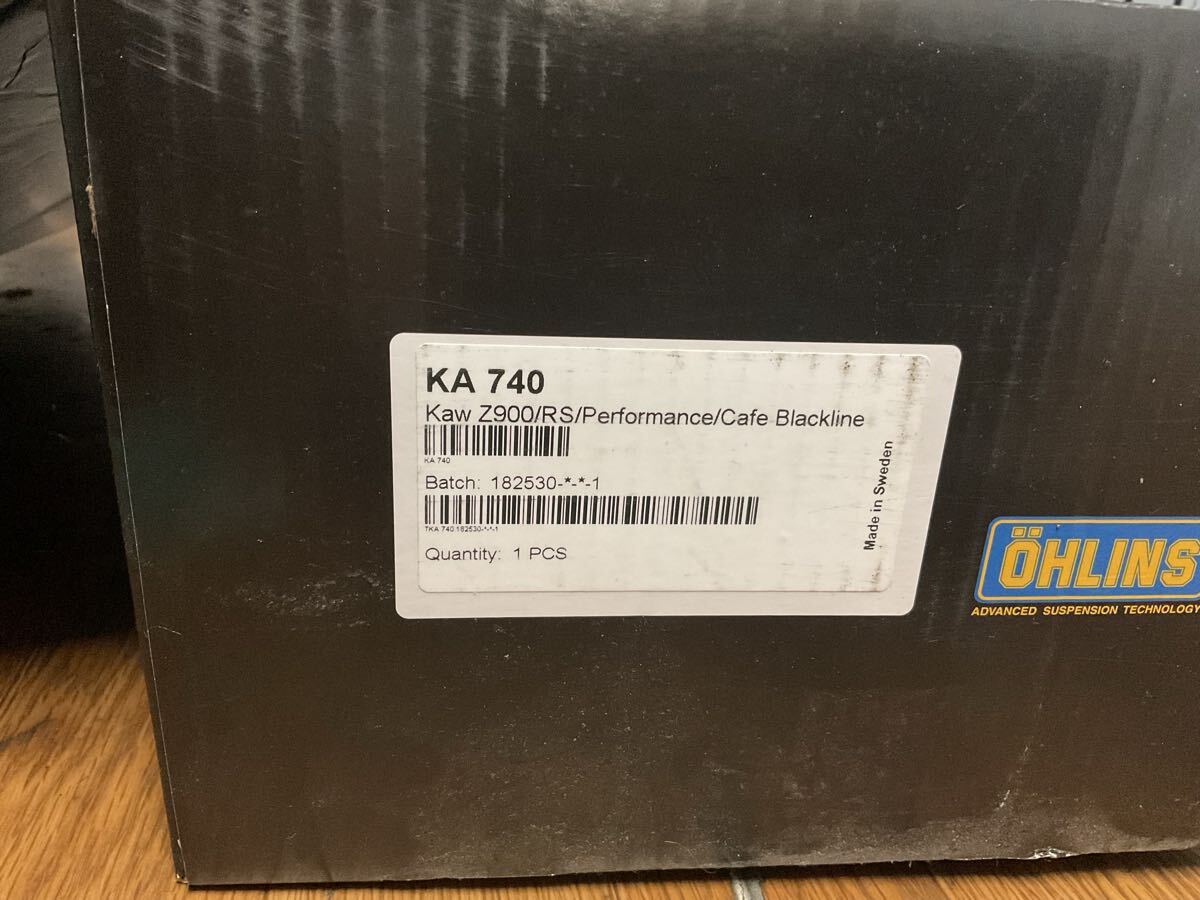 KA 740
Kaw Z900/RS/Performance/Cafe Blackline
KA 740
Batch: 182530-*-*-1
TKA 740:182530-*-*-1
Quantity: 1 PCS
Made in Sweden
ÖHLINS
ADVANCED SUSPENSION TECHNOLOGY